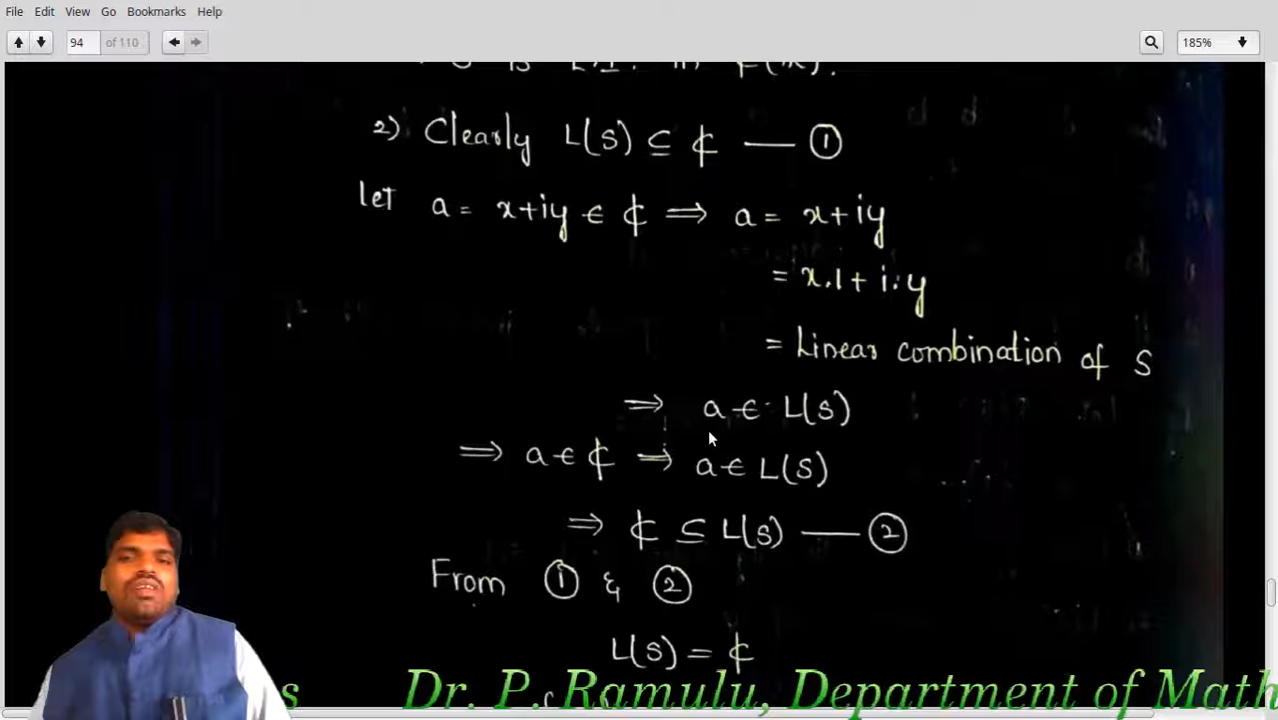 File Edit View Go Bookmarks Help
94 of 110 185%
2) Clearly L(S) ⊆ ₵ — ①
let a = x+iy ∈ ₵ ⟹ a = x+iy
= x.1 + i.y
= Linear combination of S
⟹ a ∈ L(S)
⟹ a ∈ ₵ ⟹ a ∈ L(S)
⟹ ₵ ⊆ L(S) — ②
From ① & ②
L(S) = ₵
s Dr. P. Ramulu, Department of Math